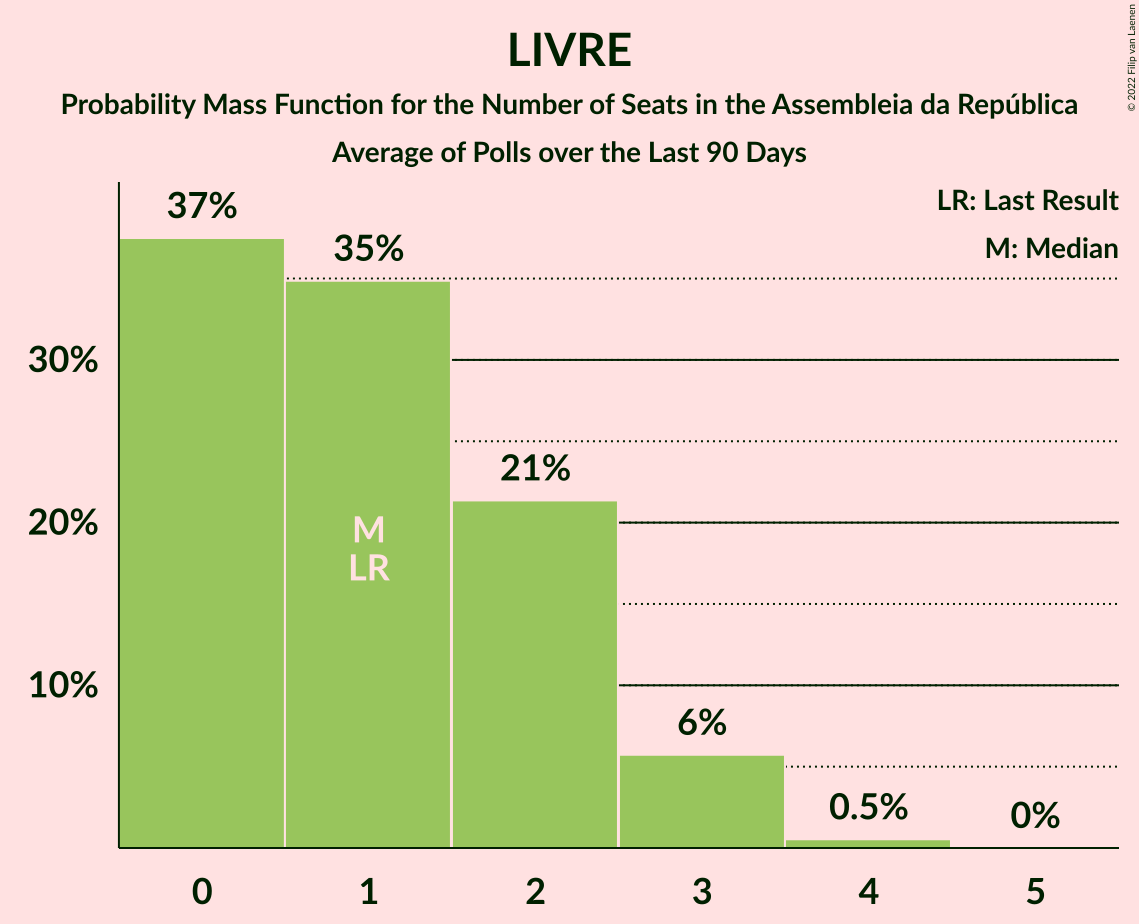 LIVRE
Probability Mass Function for the Number of Seats in the Assembleia da República
Average of Polls over the Last 90 Days
© 2022 Filip van Laenen
LR: Last Result
M: Median
37%
35%
30%
21%
20%
M
LR
10%
6%
0.5%
0%
0 1 2 3 4 5